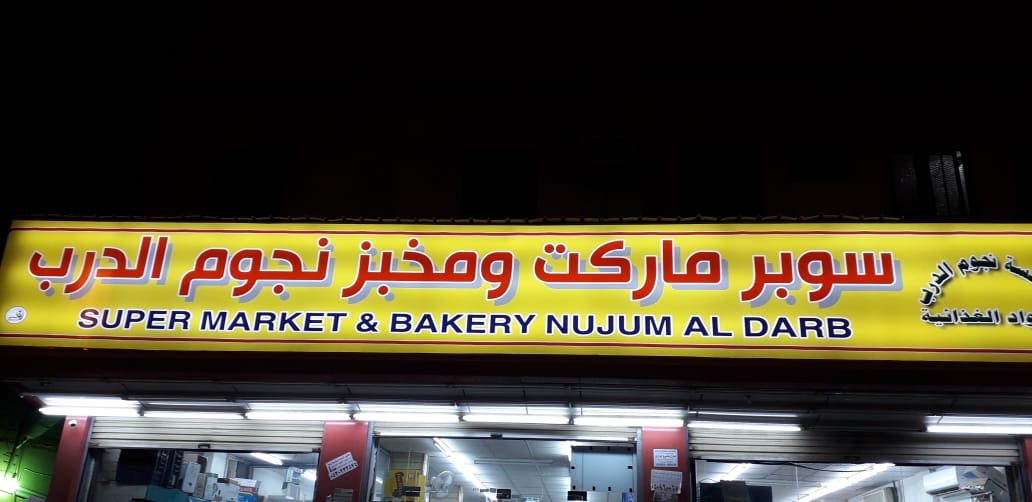 سوبر ماركت ومخبز نجوم الدرب
SUPER MARKET & BAKERY NUJUM AL DARB
نجوم الدرب
الغذائية